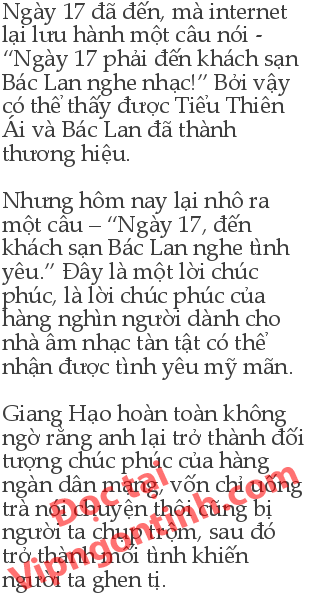 Ngày 17 đã đến, mà internet
lại lưu hành một câu nói -
“Ngày 17 phải đến khách sạn
Bác Lan nghe nhạc!” Bởi vậy
có thể thấy được Tiểu Thiên
Ái và Bác Lan đã thành
thương hiệu.

Nhưng hôm nay lại nhô ra
một câu – “Ngày 17, đến
khách sạn Bác Lan nghe tình
yêu.” Đây là một lời chúc
phúc, là lời chúc phúc của
hàng nghìn người dành cho
nhà âm nhạc tàn tật có thể
nhận được tình yêu mỹ mãn.

Giang Hạo hoàn toàn không
ngờ rằng anh lại trở thành đối
tượng chúc phúc của hàng
ngàn dân mạng, vốn chỉ uống
trà nói chuyện thôi cũng bị
người ta chụp trộm, sau đó
trở thành mối tình khiến
người ta ghen tị.
Đọc tại
Vipngontinh.com